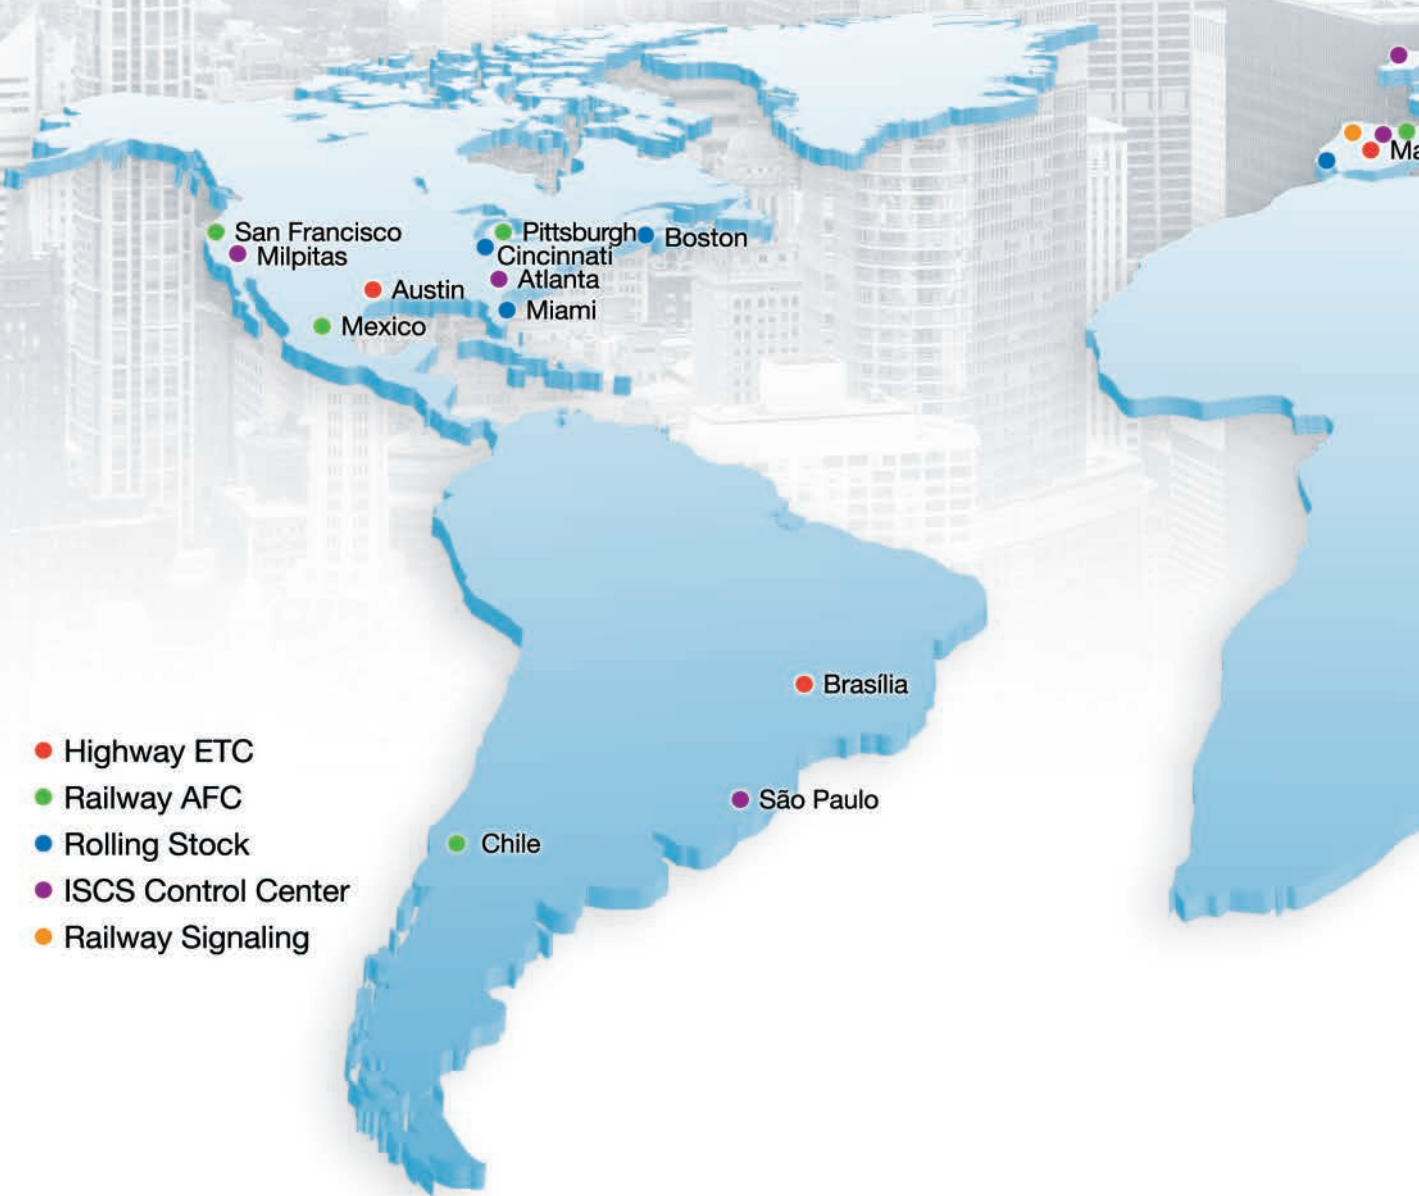 San Francisco
Milpitas
Pittsburgh
Boston
Cincinnati
Atlanta
Austin
Miami
Mexico
Brasília
São Paulo
Chile
Highway ETC
Railway AFC
Rolling Stock
ISCS Control Center
Railway Signaling